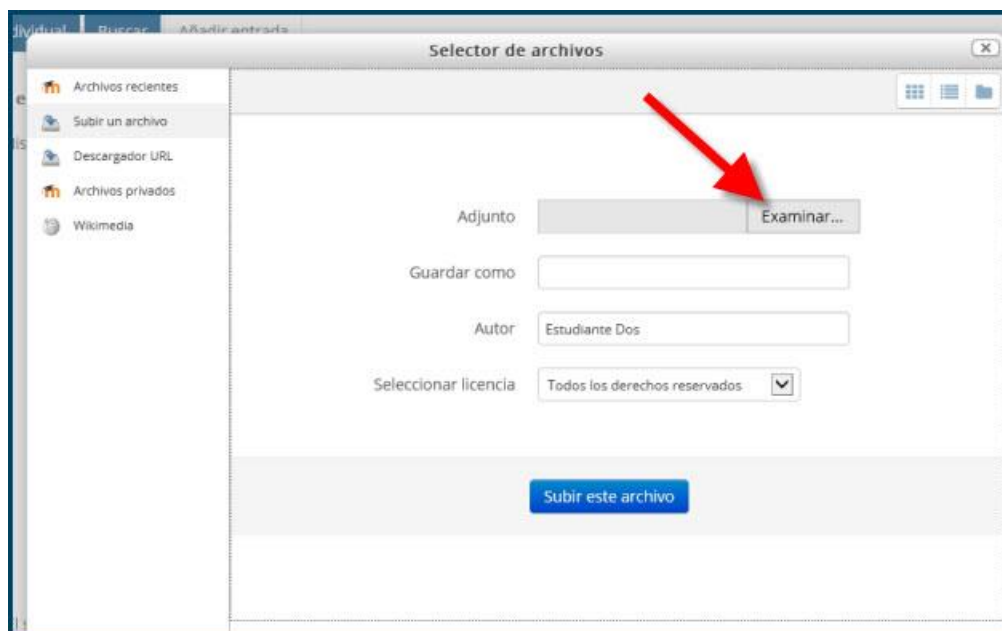 Buscar Añadir entrada
Selector de archivos
Archivos recientes
Subir un archivo
Descargador URL
Archivos privados
Wikimedia
Adjunto Examinar...
Guardar como
Autor Estudiante Dos
Seleccionar licencia Todos los derechos reservados
Subir este archivo